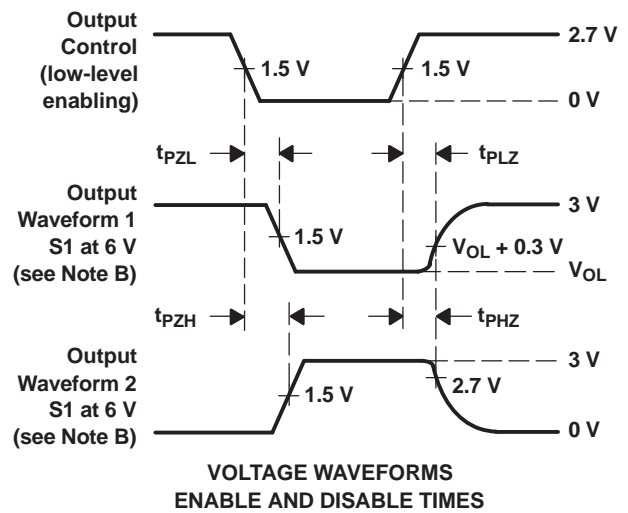 Output
Control
(low-level
enabling)
1.5 V
1.5 V
2.7 V
0 V
tPZL
tPLZ
Output
Waveform 1
S1 at 6 V
(see Note B)
1.5 V
3 V
VOL + 0.3 V
VOL
tPZH
tPHZ
Output
Waveform 2
S1 at 6 V
(see Note B)
1.5 V
3 V
2.7 V
0 V
VOLTAGE WAVEFORMS
ENABLE AND DISABLE TIMES